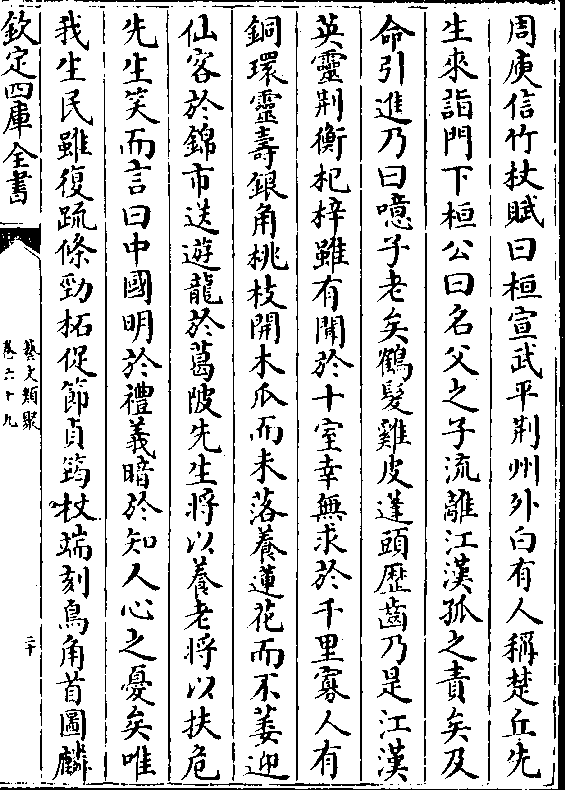 周庾信竹杖賦曰桓宣武平荆州外白有人稱楚丘先
生來詣門下桓公曰名父之子流離江漢孤之責矣及
命引進乃曰噫子老矣鶴髮雞皮蓬頭歷齒乃是江漢
英靈荆衡杞梓雖有聞於十室幸無求於千里寡人有
銅環靈壽銀角桃枝開木瓜而未落養蓮花而不萎迎
仙客於錦市送遊龍於葛陂先生將以養老將以扶危
先生笑而言曰中國明於禮義暗於知人心之憂矣唯
我生民雖復疏條勁柘促節貞筠杖端刻鳥角首圖麟
欽定四庫全書
藝文類聚
卷六十九
二十